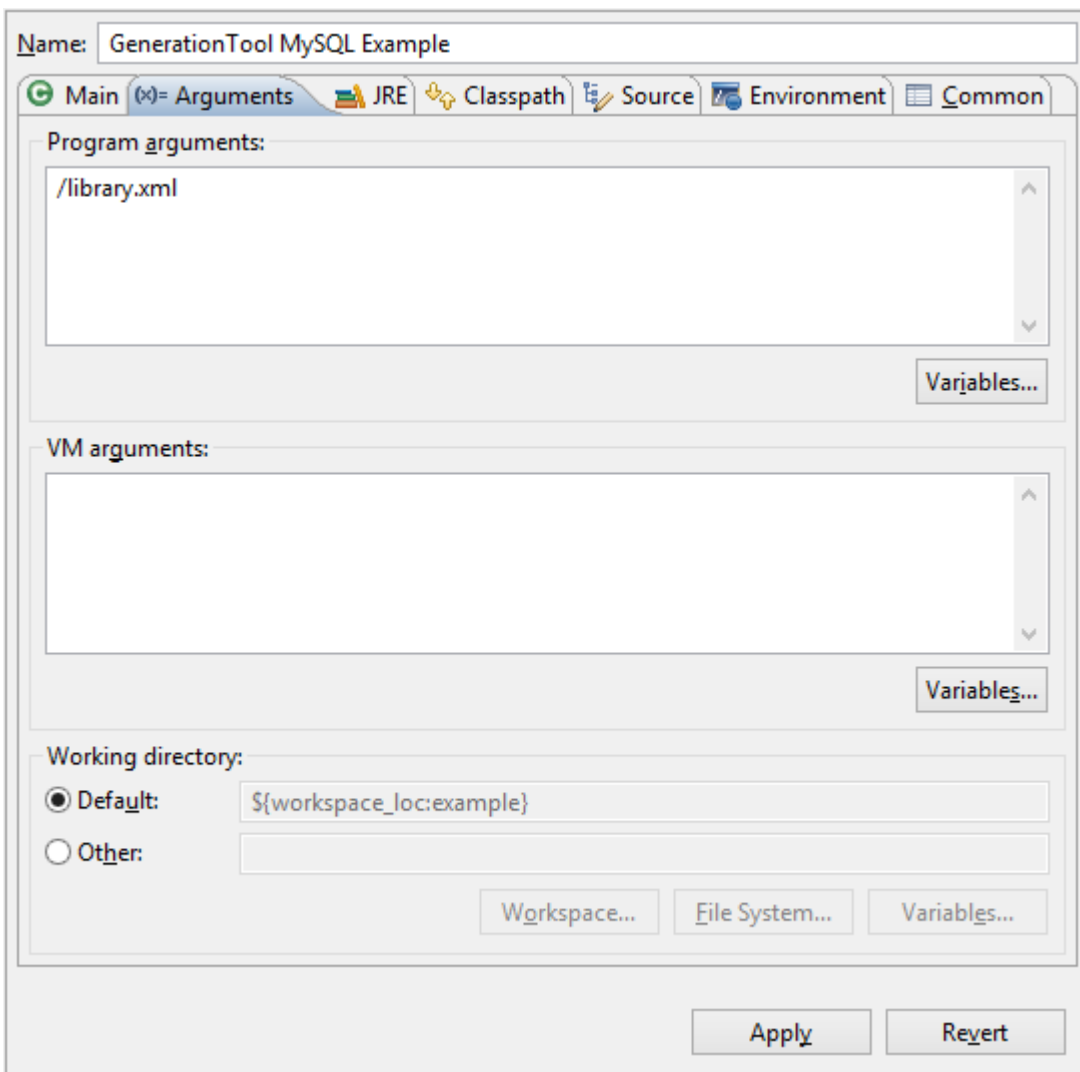 Name: GenerationTool MySQL Example
Main (x)= Arguments JRE Classpath Source Environment Common
Program arguments:
/library.xml
Variables...
VM arguments:
Variables...
Working directory:
Default: ${workspace_loc:example}
Other:
Workspace... File System... Variables...
Apply Revert